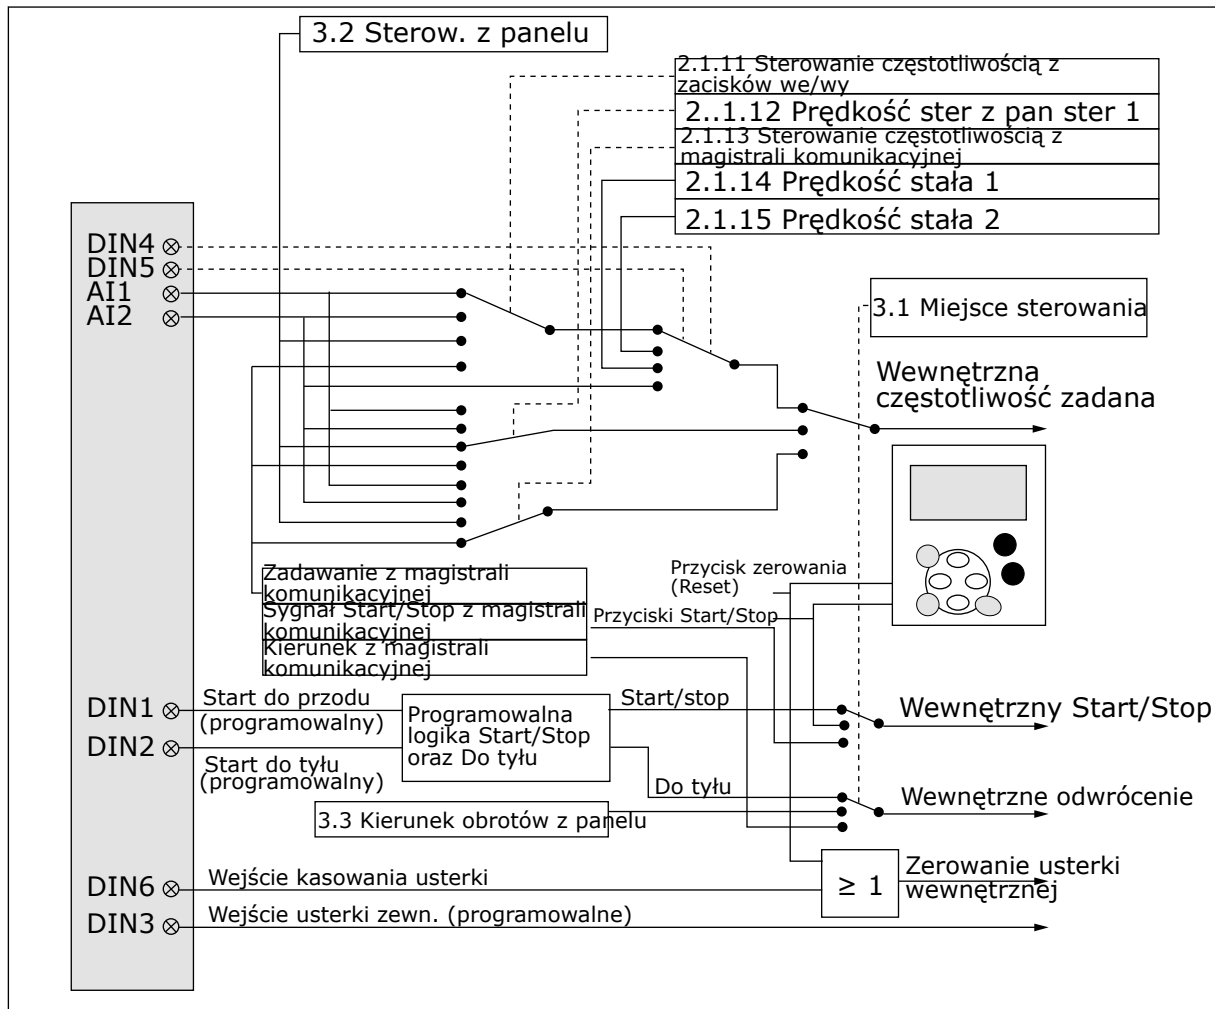 3.2 Sterow. z panelu
2.1.11 Sterowanie częstotliwością z
zacisków we/wy
2..1.12 Prędkość ster z pan ster 1
2.1.13 Sterowanie częstotliwością z
magistrali komunikacyjnej
2.1.14 Prędkość stała 1
2.1.15 Prędkość stała 2
DIN4
DIN5
AI1
AI2
3.1 Miejsce sterowania
Wewnętrzna
częstotliwość zadana
Zadawanie z magistrali
komunikacyjnej
Sygnał Start/Stop z magistrali
komunikacyjnej
Kierunek z magistrali
komunikacyjnej
Przycisk zerowania
(Reset)
Przyciski Start/Stop
DIN1
Start do przodu
(programowalny)
DIN2
Start do tyłu
(programowalny)
Programowalna
logika Start/Stop
oraz Do tyłu
Start/stop
Do tyłu
Wewnętrzny Start/Stop
3.3 Kierunek obrotów z panelu
Wewnętrzne odwrócenie
DIN6
Wejście kasowania usterki
≥ 1
Zerowanie usterki
wewnętrznej
DIN3
Wejście usterki zewn. (programowalne)